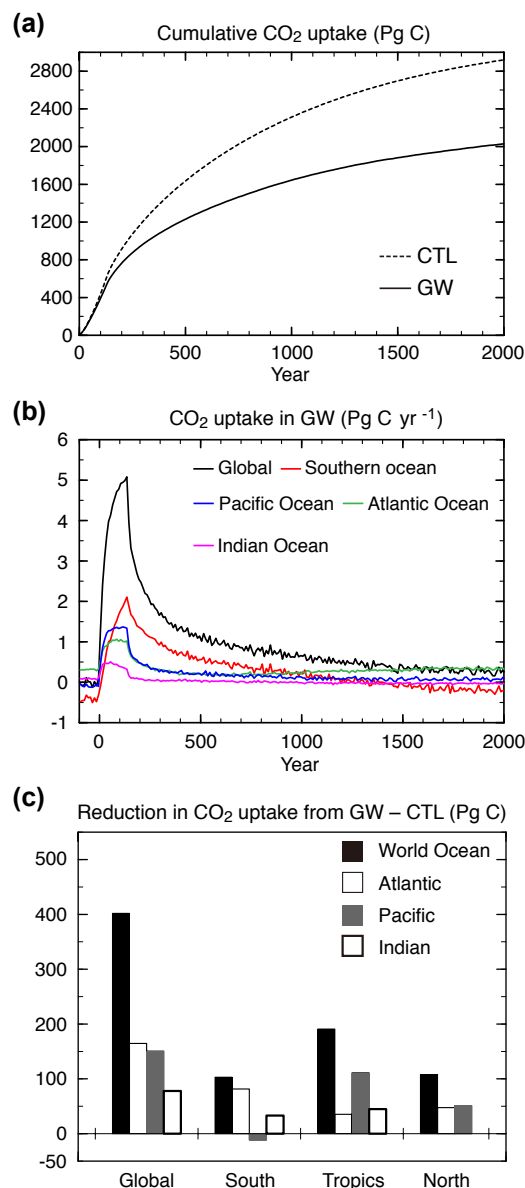 (a)
Cumulative CO₂ uptake (Pg C)
2800
2400
2000
1600
1200
800
400
0
CTL
GW
0 500 1000 1500 2000
Year
(b)
CO₂ uptake in GW (Pg C yr ⁻¹)
6
5
4
3
2
1
0
-1
Global Southern ocean
Pacific Ocean Atlantic Ocean
Indian Ocean
0 500 1000 1500 2000
Year
(c)
Reduction in CO₂ uptake from GW – CTL (Pg C)
500
400
300
200
100
0
-50
World Ocean
Atlantic
Pacific
Indian
Global South Tropics North